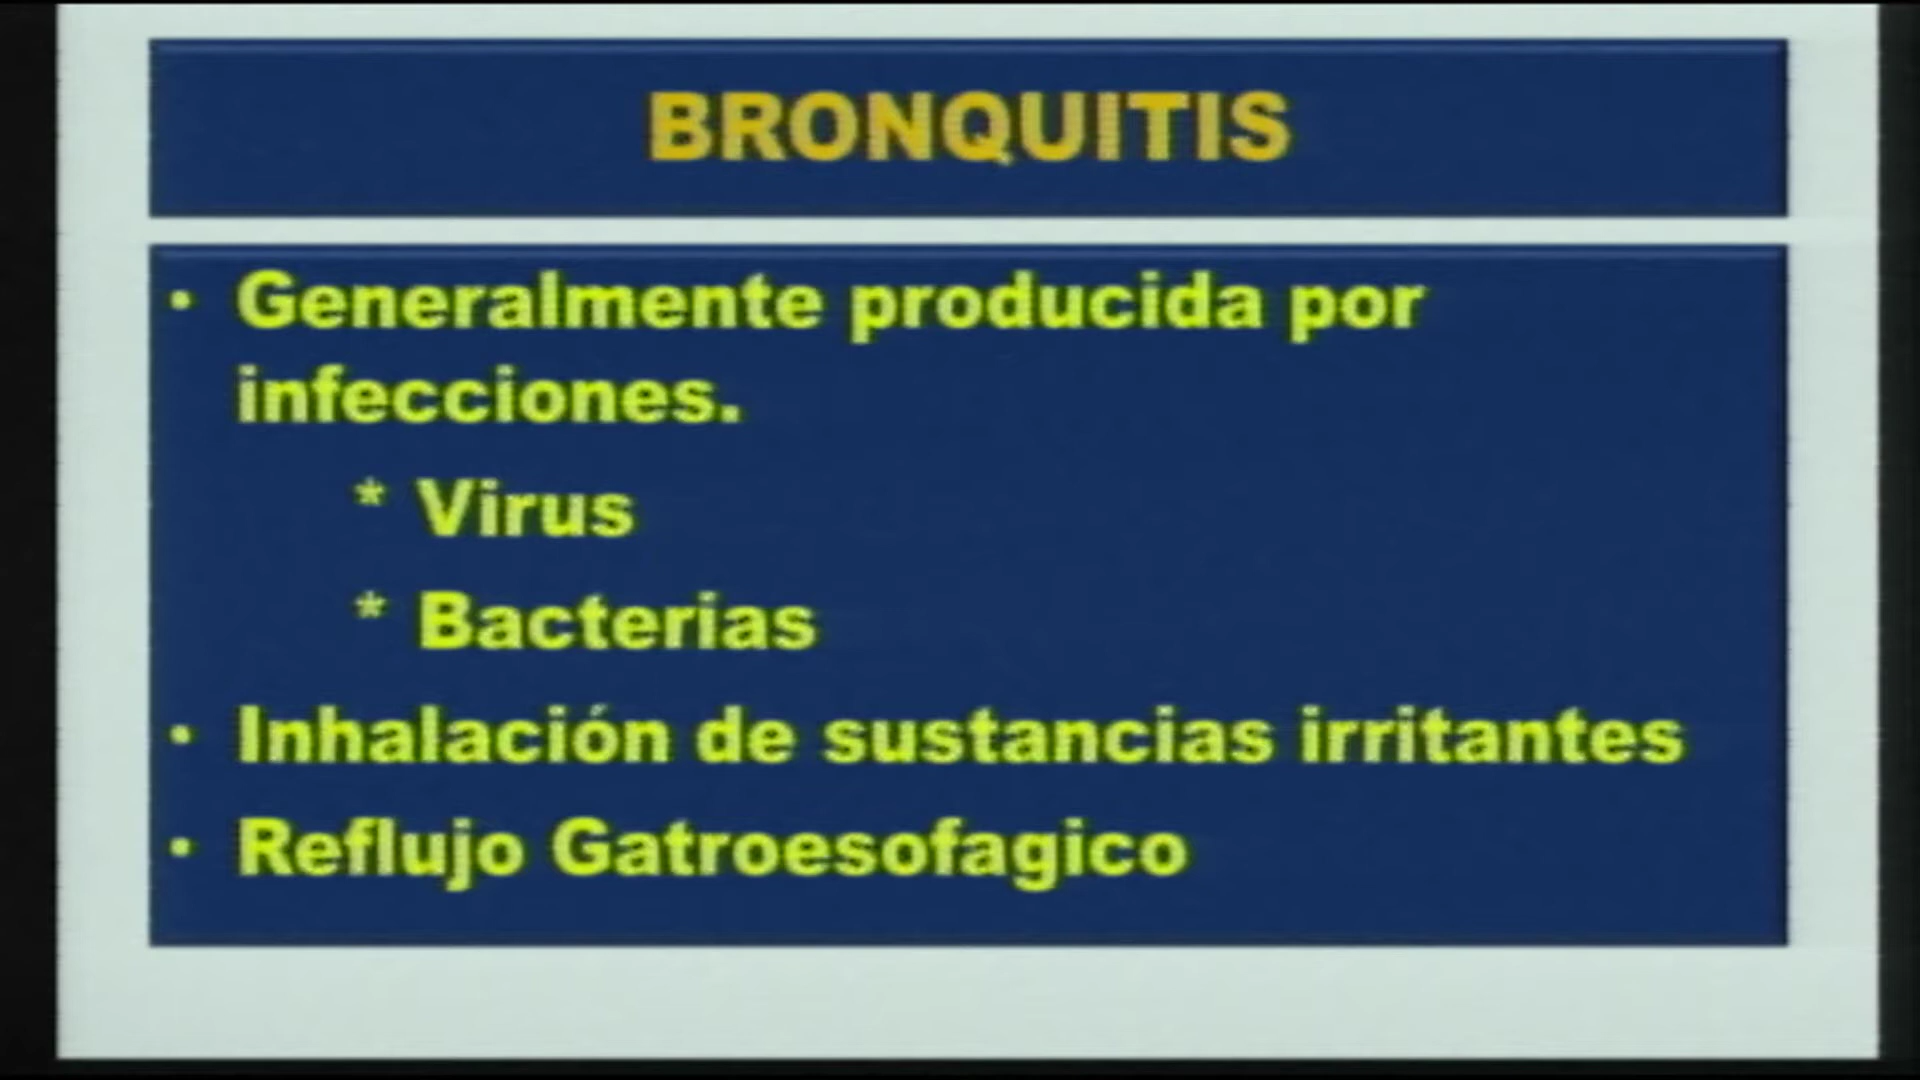 BRONQUITIS
• Generalmente producida por
infecciones.
* Virus
* Bacterias
• Inhalación de sustancias irritantes
• Reflujo Gatroesofagico